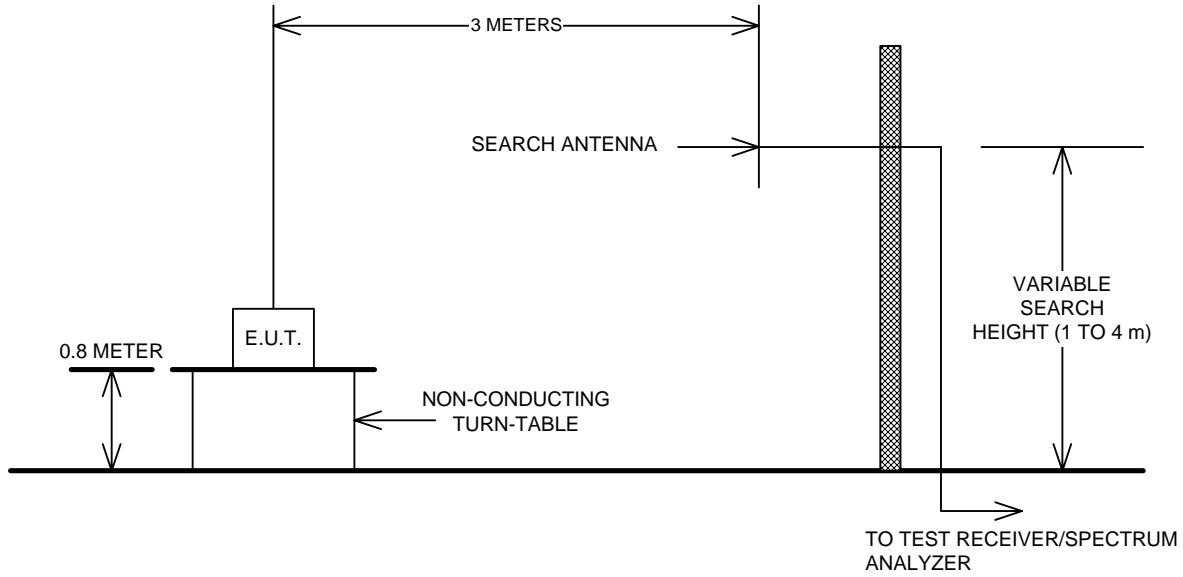 3 METERS
SEARCH ANTENNA
VARIABLE
SEARCH
HEIGHT (1 TO 4 m)
E.U.T.
0.8 METER
NON-CONDUCTING
TURN-TABLE
TO TEST RECEIVER/SPECTRUM
ANALYZER